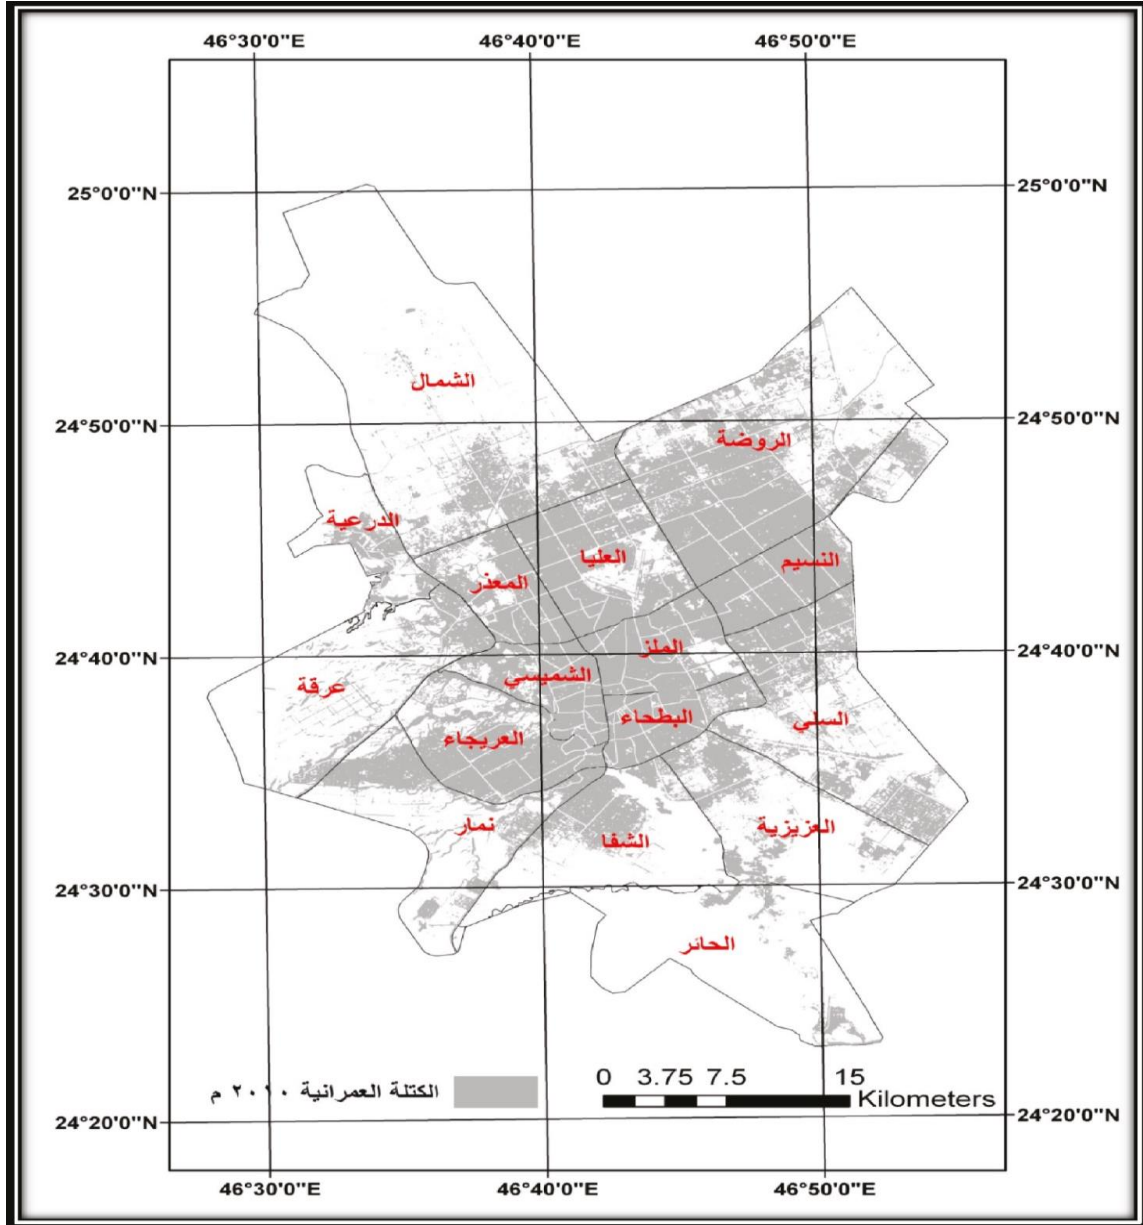 46°30'0"E 46°40'0"E 46°50'0"E
25°0'0"N 25°0'0"N
الشمال
24°50'0"N 24°50'0"N
الروضة
الدرعية
العليا
النسيم
المعذر
الملز
24°40'0"N 24°40'0"N
الشميسي
عرقة
البطحاء
السلي
العريجاء
نمار
العزيزية
الشفا
24°30'0"N 24°30'0"N
الحائر
الكتلة العمرانية ٢٠١٠ م
0 3.75 7.5 15
Kilometers
24°20'0"N 24°20'0"N
46°30'0"E 46°40'0"E 46°50'0"E